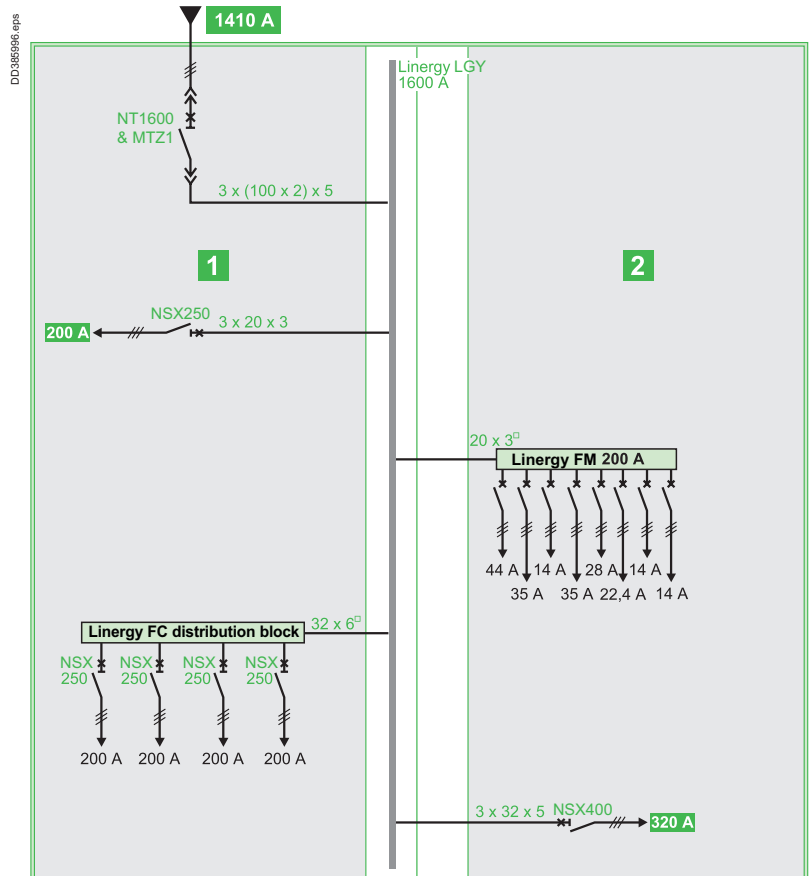 DD385996.eps
1410 A
Linergy LGY
1600 A
NT1600
& MTZ1
3 x (100 x 2) x 5
1
2
NSX250
200 A
3 x 20 x 3
20 x 3□
Linergy FM 200 A
44 A
14 A
28 A
14 A
35 A
35 A
22,4 A
14 A
32 x 6□
Linergy FC distribution block
NSX
250
NSX
250
NSX
250
NSX
250
200 A
200 A
200 A
200 A
3 x 32 x 5
NSX400
320 A